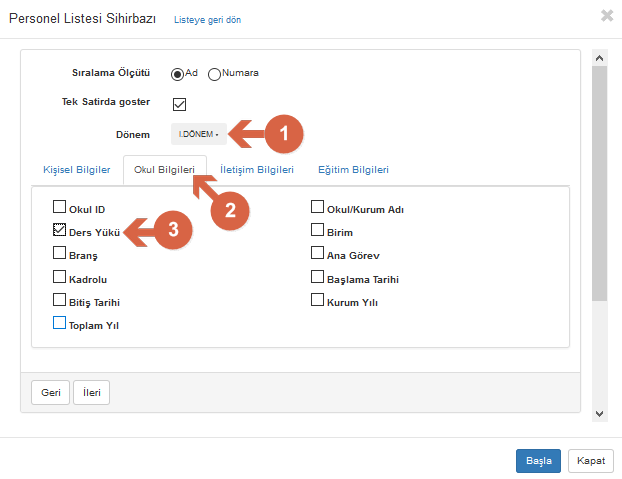 Personel Listesi Sihirbazı Listeye geri dön
Sıralama Ölçütü Ad Numara
Tek Satirda goster
Dönem I.DÖNEM 1
Kişisel Bilgiler Okul Bilgileri İletişim Bilgileri Eğitim Bilgileri
2
Okul ID Okul/Kurum Adı
Ders Yükü 3 Birim
Branş Ana Görev
Kadrolu Başlama Tarihi
Bitiş Tarihi Kurum Yılı
Toplam Yıl
Geri İleri
Başla Kapat